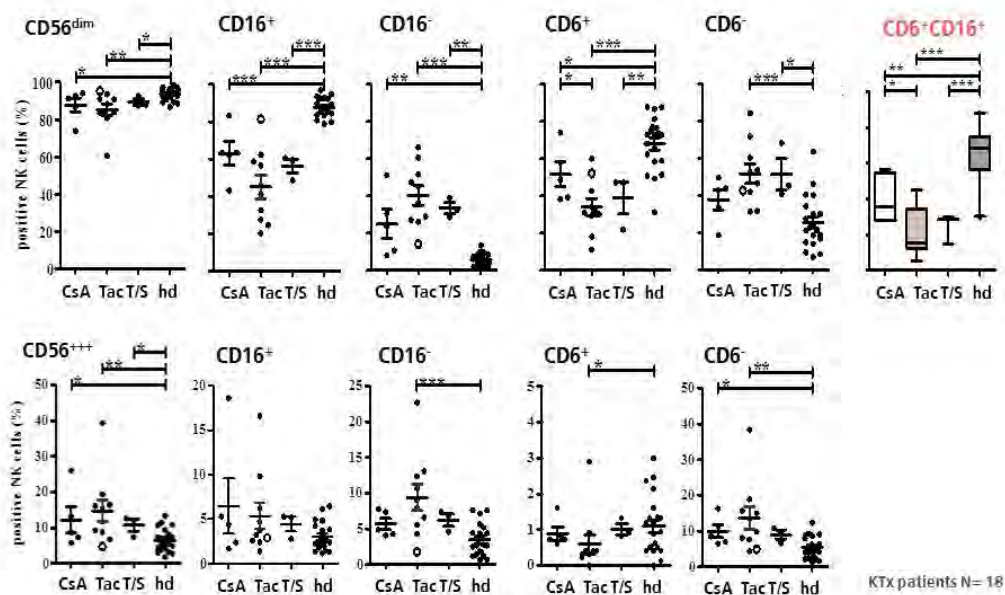 CD56dim
CD16+
CD16-
CD6+
CD6-
CD6+CD16+
* ** * ***
*** *** ***
** *** **
* *** * **
*** *
** *** * ***
positive NK cells (%)
100
80
60
40
20
0
CsA Tac T/S hd
CsA Tac T/S hd
CsA Tac T/S hd
CsA Tac T/S hd
CsA Tac T/S hd
CsA Tac T/S hd
CD56+++
CD16+
CD16-
CD6+
CD6-
* ** *
***
*
* **
positive NK cells (%)
50
40
30
20
10
0
20
15
10
5
0
25
20
15
10
5
0
5
4
3
2
1
0
50
40
30
20
10
0
CsA Tac T/S hd
CsA Tac T/S hd
CsA Tac T/S hd
CsA Tac T/S hd
CsA Tac T/S hd
KTx patients N= 18